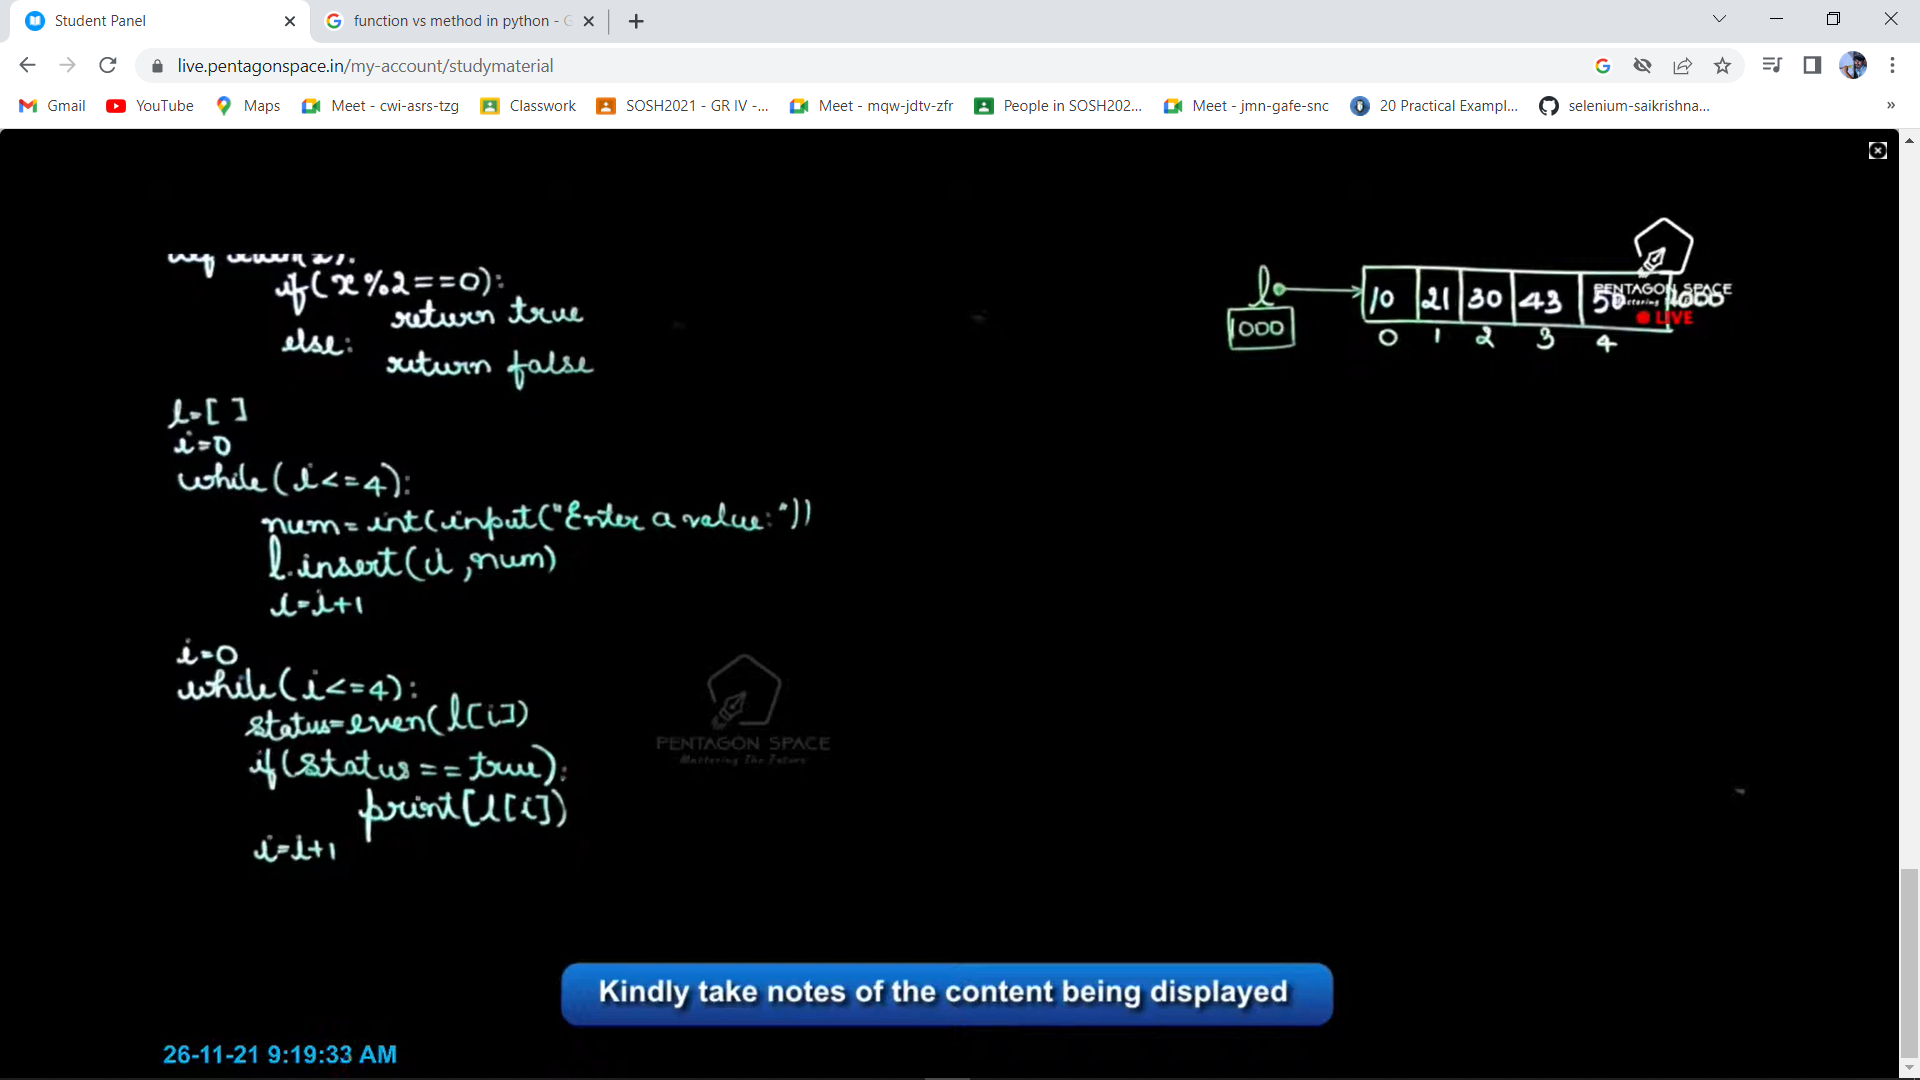 Student Panel
function vs method in python - G
live.pentagonspace.in/my-account/studymaterial
Gmail
YouTube
Maps
Meet - cwi-asrs-tzg
Classwork
SOSH2021 - GR IV -...
Meet - mqw-jdtv-zfr
People in SOSH202...
Meet - jmn-gafe-snc
20 Practical Exampl...
selenium-saikrishna...
»
if(x%2==0):
return true
else:
return false
l=[ ]
i=0
while(i<=4):
num=int(input("Enter a value:"))
l.insert(i,num)
i=i+1
i=0
while(i<=4):
status=even(l[i])
if(status==true):
print(l[i])
i=i+1
l
1000
10 21 30 43 50 1000
0 1 2 3 4
PENTAGON SPACE
LIVE
PENTAGON SPACE
Mastering The Future
Kindly take notes of the content being displayed
26-11-21 9:19:33 AM